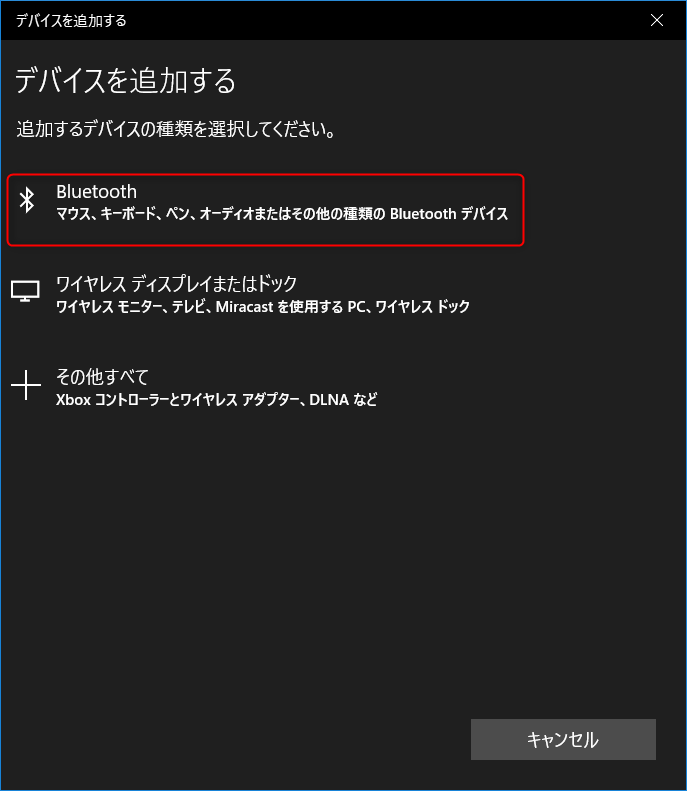 デバイスを追加する
デバイスを追加する
追加するデバイスの種類を選択してください。
Bluetooth
マウス、キーボード、ペン、オーディオまたはその他の種類の Bluetooth デバイス
ワイヤレス ディスプレイまたはドック
ワイヤレス モニター、テレビ、Miracast を使用する PC、ワイヤレス ドック
その他すべて
Xbox コントローラーとワイヤレス アダプター、DLNA など
キャンセル